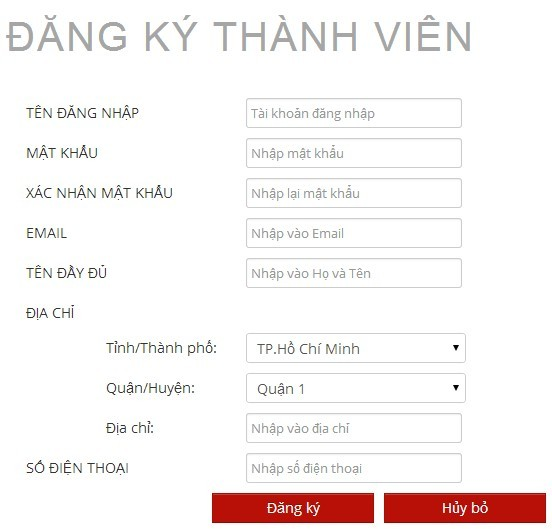 ĐĂNG KÝ THÀNH VIÊN
TÊN ĐĂNG NHẬP Tài khoản đăng nhập
MẬT KHẨU Nhập mật khẩu
XÁC NHẬN MẬT KHẨU Nhập lại mật khẩu
EMAIL Nhập vào Email
TÊN ĐẦY ĐỦ Nhập vào Họ và Tên
ĐỊA CHỈ
Tỉnh/Thành phố: TP.Hồ Chí Minh
Quận/Huyện: Quận 1
Địa chỉ: Nhập vào địa chỉ
SỐ ĐIỆN THOẠI Nhập số điện thoại
Đăng ký Hủy bỏ